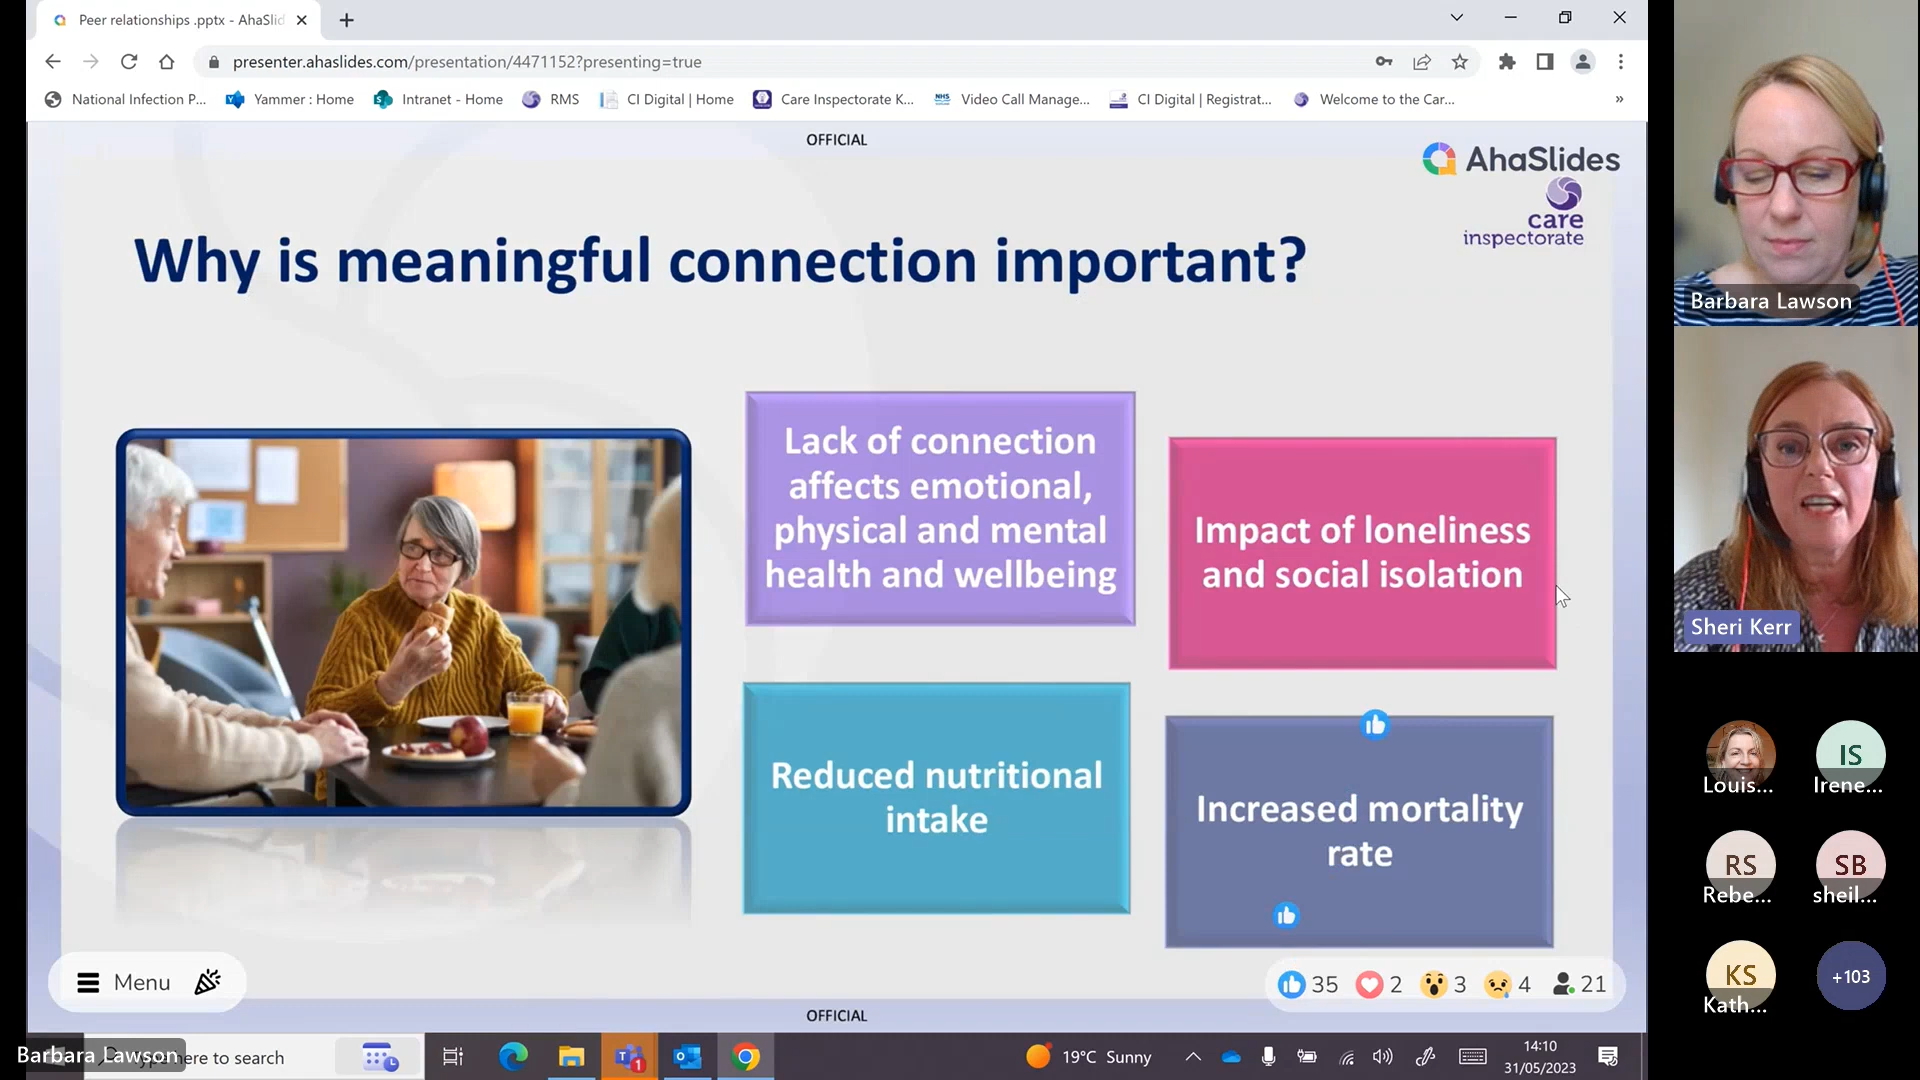 Peer relationships .pptx - AhaSlid
presenter.ahaslides.com/presentation/4471152?presenting=true
National Infection P...
Yammer : Home
Intranet - Home
RMS
CI Digital | Home
Care Inspectorate K...
Video Call Manage...
CI Digital | Registrat...
Welcome to the Car...
»
OFFICIAL
AhaSlides
care
inspectorate
Why is meaningful connection important?
Lack of connection
affects emotional,
physical and mental
health and wellbeing
Impact of loneliness
and social isolation
Reduced nutritional
intake
Increased mortality
rate
Menu
35
2
3
4
21
OFFICIAL
Barbara Lawson
here to search
1
19°C Sunny
14:10
31/05/2023
Barbara Lawson
Sheri Kerr
Louis...
IS
Irene...
RS
Rebe...
SB
sheil...
KS
Kath...
+103